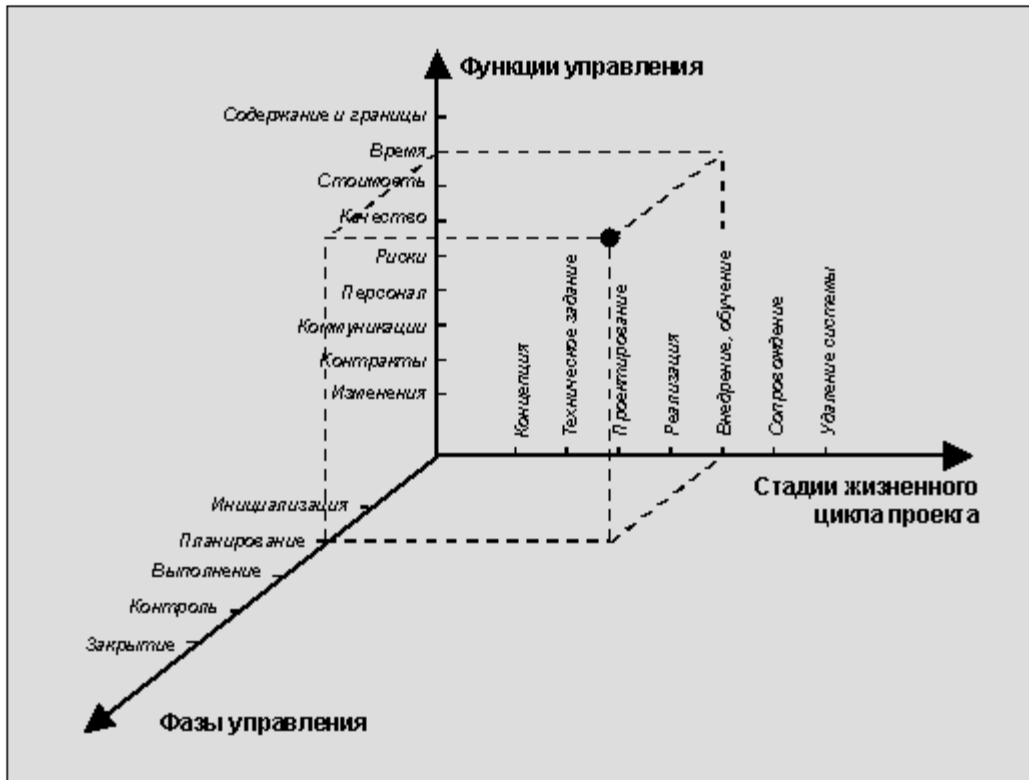 Функции управления
Содержание и границы
Время
Стоимость
Качество
Риски
Персонал
Коммуникации
Контракты
Изменения
Концепция
Техническое задание
Проектирование
Реализация
Внедрение, обучение
Сопровождение
Удаление системы
Стадии жизненного
цикла проекта
Инициализация
Планирование
Выполнение
Контроль
Закрытие
Фазы управления